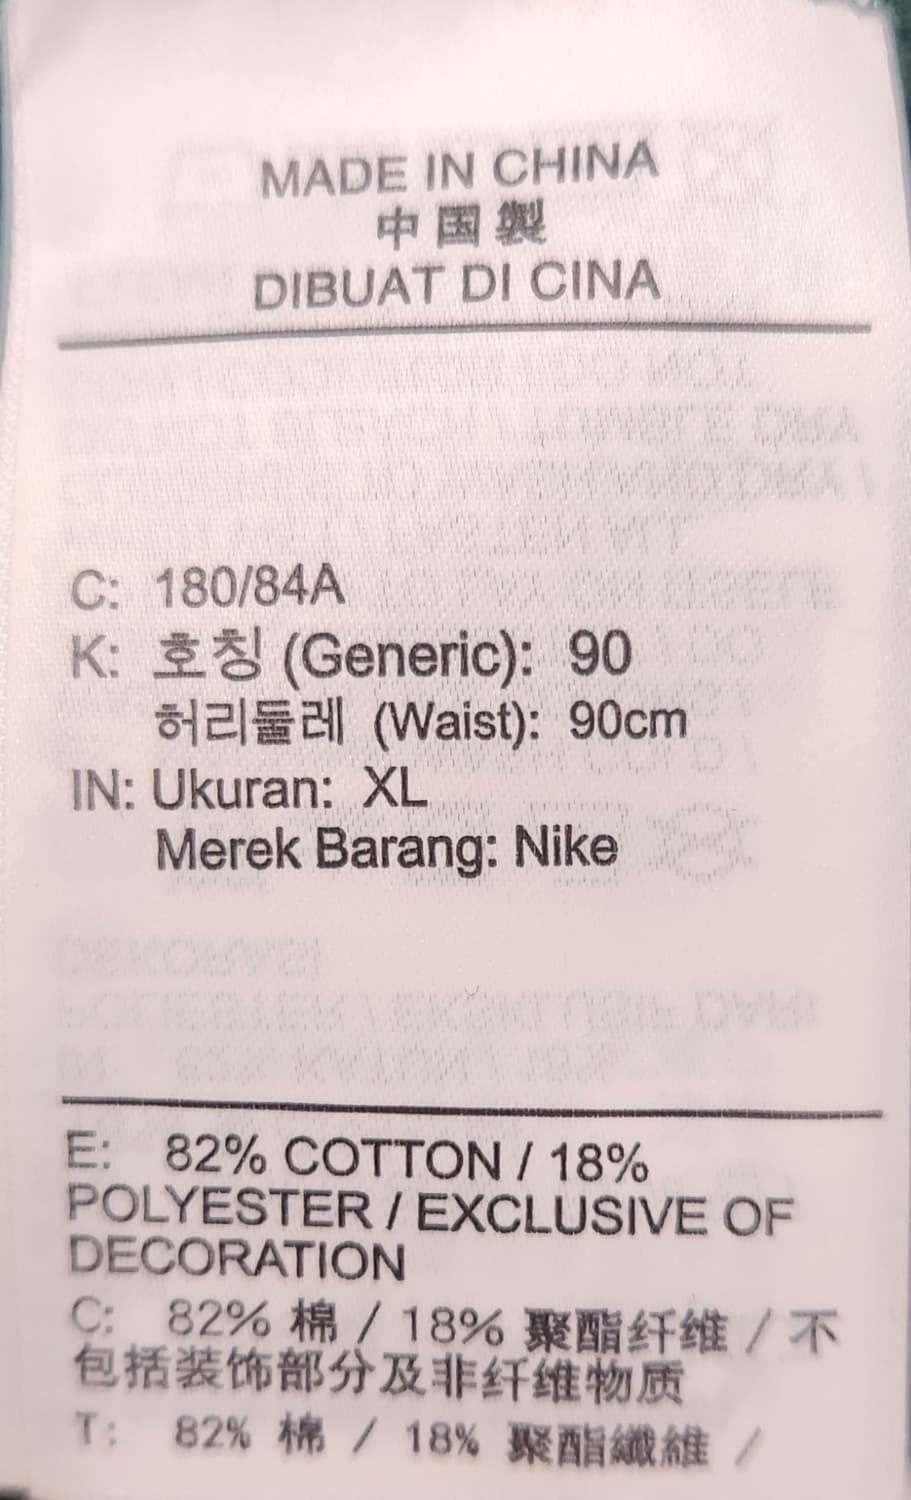 MADE IN CHINA
中国製
DIBUAT DI CINA
C: 180/84A
K: 호칭 (Generic): 90
허리둘레 (Waist): 90cm
IN: Ukuran: XL
Merek Barang: Nike
E: 82% COTTON / 18%
POLYESTER / EXCLUSIVE OF
DECORATION
C: 82% 棉 / 18% 聚酯纤维 / 不
包括装饰部分及非纤维物质
T: 82% 棉 / 18% 聚酯纖維 /